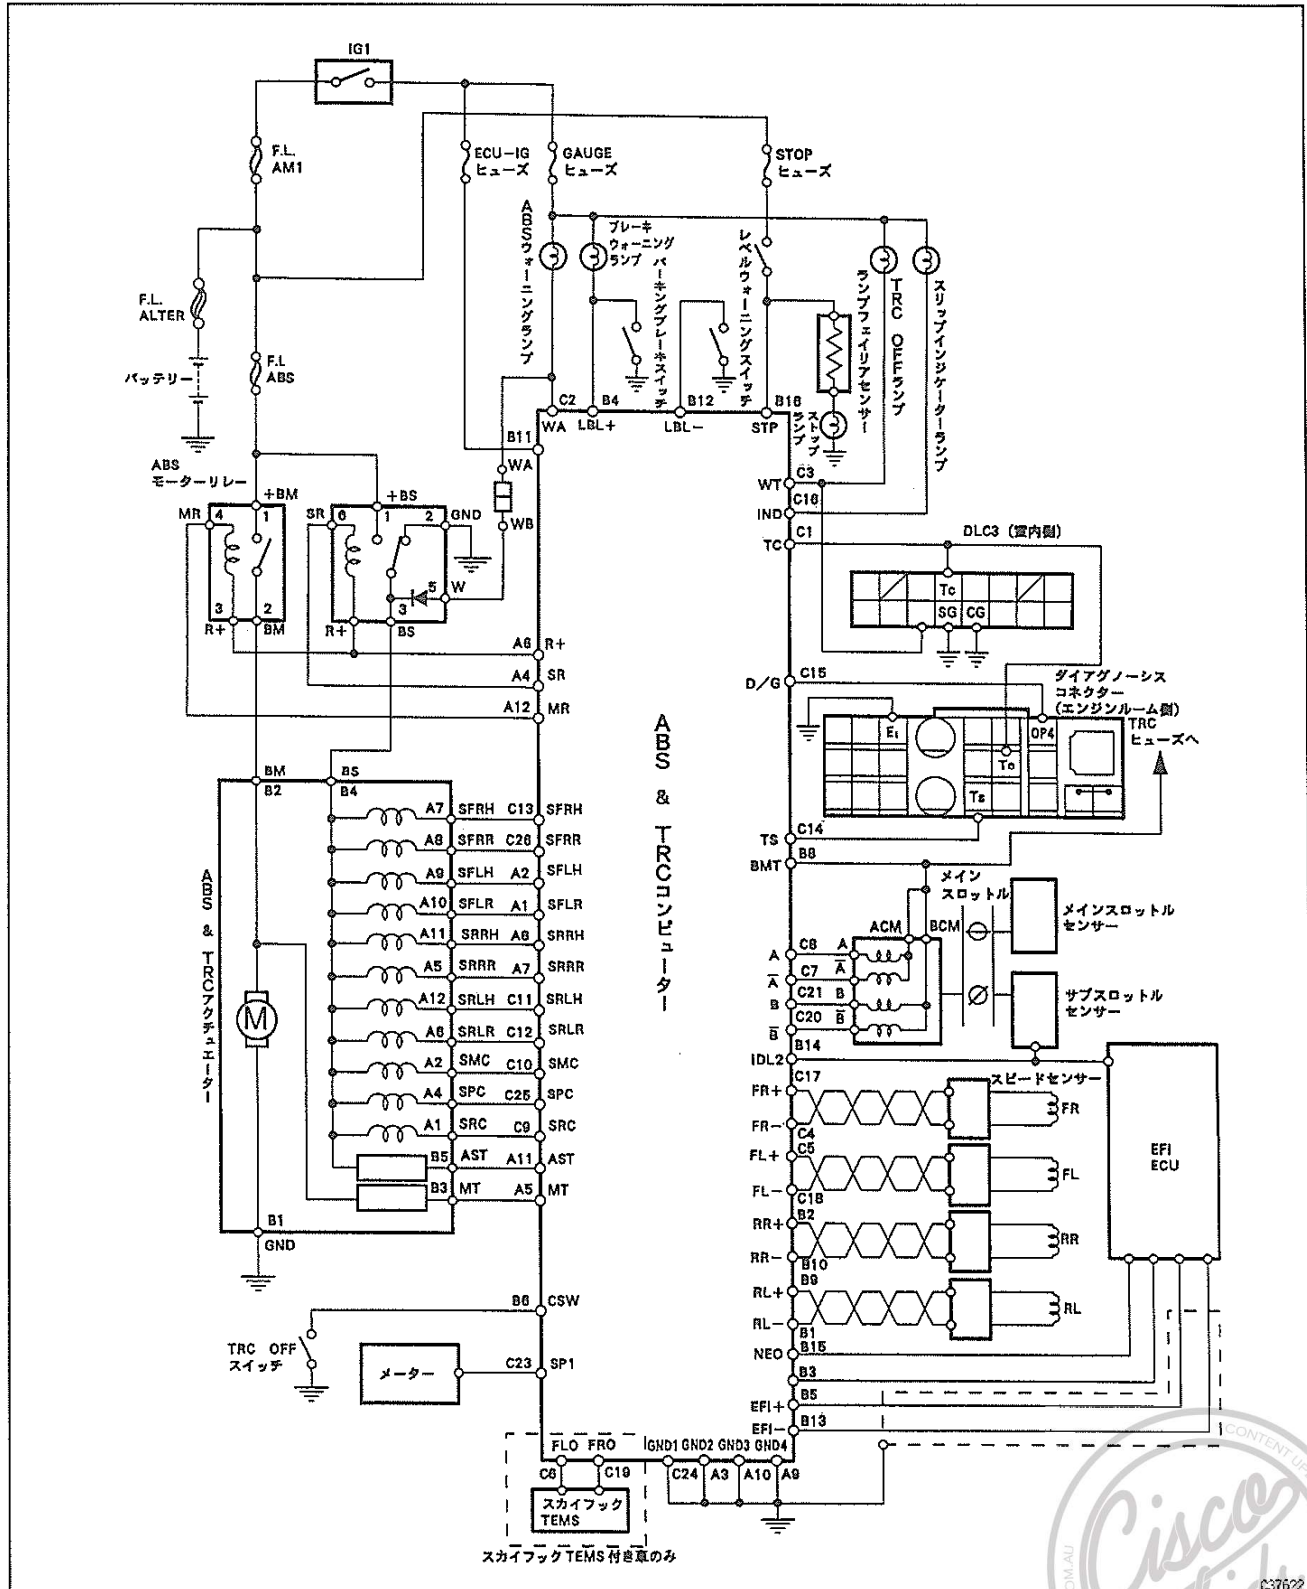 IG1
F.L.
AM1
ECU-IG
ヒューズ
GAUGE
ヒューズ
STOP
ヒューズ
F.L.
ALTER
バッテリー
F.L
ABS
ABSウォーニングランプ
ブレーキ
ウォーニング
ランプ
パーキングブレーキスイッチ
レベルウォーニングスイッチ
ランプフェイリアセンサー
ストップ
ランプ
TRC OFFランプ
スリップインジケーターランプ
C2
WA
B4
LBL+
B12
LBL-
B16
STP
B11
WA
WB
ABS
モーターリレー
+BM
MR 4 1
3 2
R+ BM
+BS
SR 6 1 2 GND
5 W
3
R+ BS
C3
WT
C16
IND
C1
TC
DLC3 (室内側)
Tc
SG CG
A6 R+
A4 SR
A12 MR
C15
D/G
ダイアグノーシス
コネクター
(エンジンルーム側)
E1
OP4
Tc
Ts
TRC
ヒューズへ
ABS & TRCコンピューター
BM
B2
BS
B4
A7 SFRH C13 SFRH
A8 SFRR C26 SFRR
A9 SFLH A2 SFLH
A10 SFLR A1 SFLR
A11 SRRH A8 SRRH
A5 SRRR A7 SRRR
A12 SRLH C11 SRLH
A6 SRLR C12 SRLR
A2 SMC C10 SMC
A4 SPC C25 SPC
A1 SRC C9 SRC
B5 AST A11 AST
B3 MT A5 MT
ABS & TRCアクチュエーター
M
B1
GND
C14
TS
B8
BMT
メイン
スロットル
メインスロットル
センサー
ACM BCM
A C8 A
A C7 A
B C21 B
B C20 B
サブスロットル
センサー
B14
IDL2
スピードセンサー
C17
FR+
FR-
C4
FR
C5
FL+
FL-
C18
FL
B2
RR+
RR-
B10
RR
B9
RL+
RL-
B1
RL
EFI
ECU
B15
NEO
B3
B5
EFI+
B13
EFI-
B6 CSW
TRC OFF
スイッチ
メーター
C23 SP1
FLO FRO
C6 C19
スカイフック
TEMS
スカイフックTEMS付き車のみ
GND1 GND2 GND3 GND4
C24 A3 A10 A9
CONTENT
COM.AU
Cisco
C37622